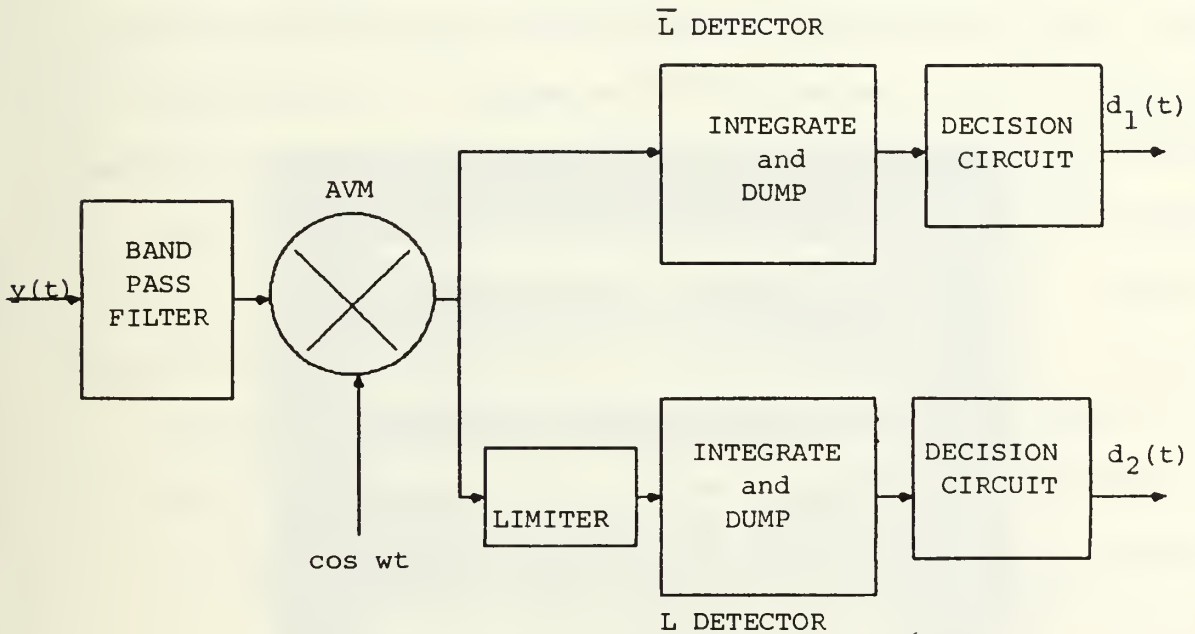 L̅ DETECTOR
INTEGRATE
and
DUMP
DECISION
CIRCUIT
d₁(t)
AVM
BAND
PASS
FILTER
y(t)
cos wt
LIMITER
INTEGRATE
and
DUMP
DECISION
CIRCUIT
d₂(t)
L DETECTOR